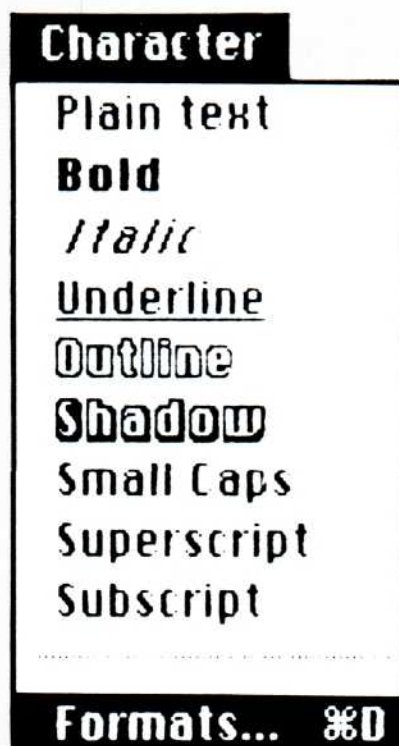 Character
Plain text
Bold
Italic
Underline
Outline
Shadow
Small Caps
Superscript
Subscript
Formats... ⌘D